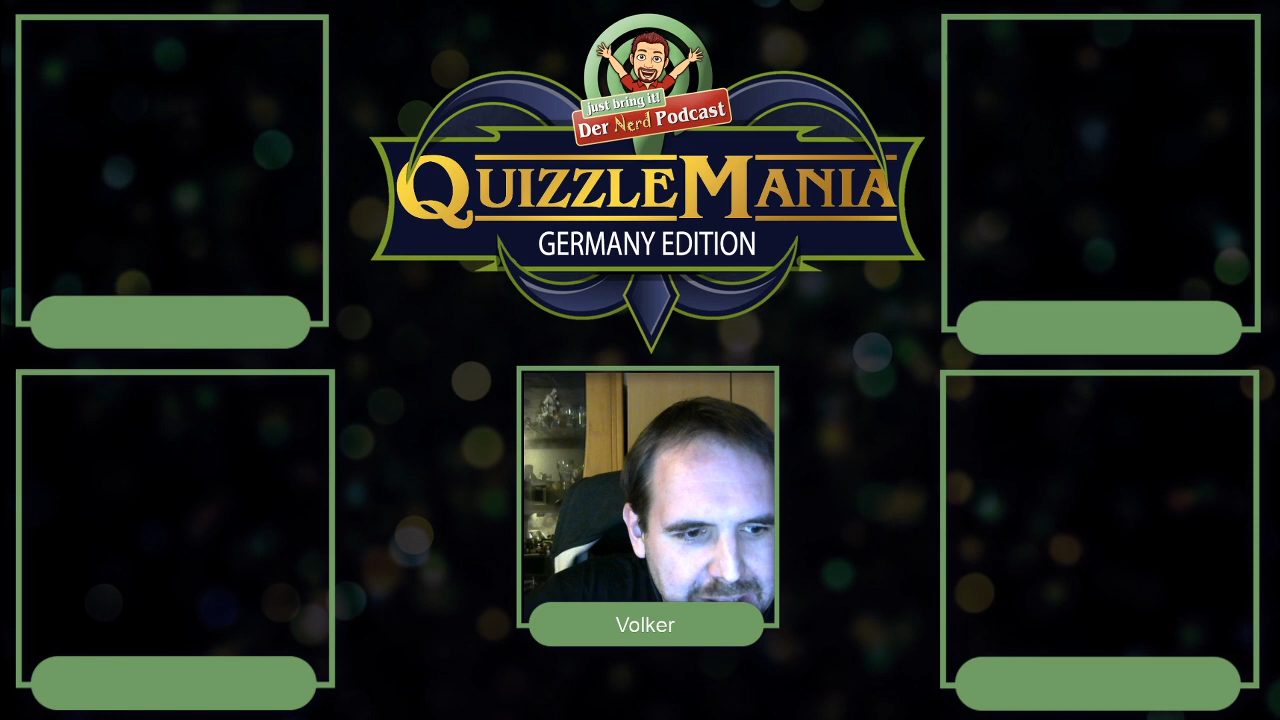 just bring it!
Der Nerd Podcast
QUIZZLEMANIA
GERMANY EDITION
Volker